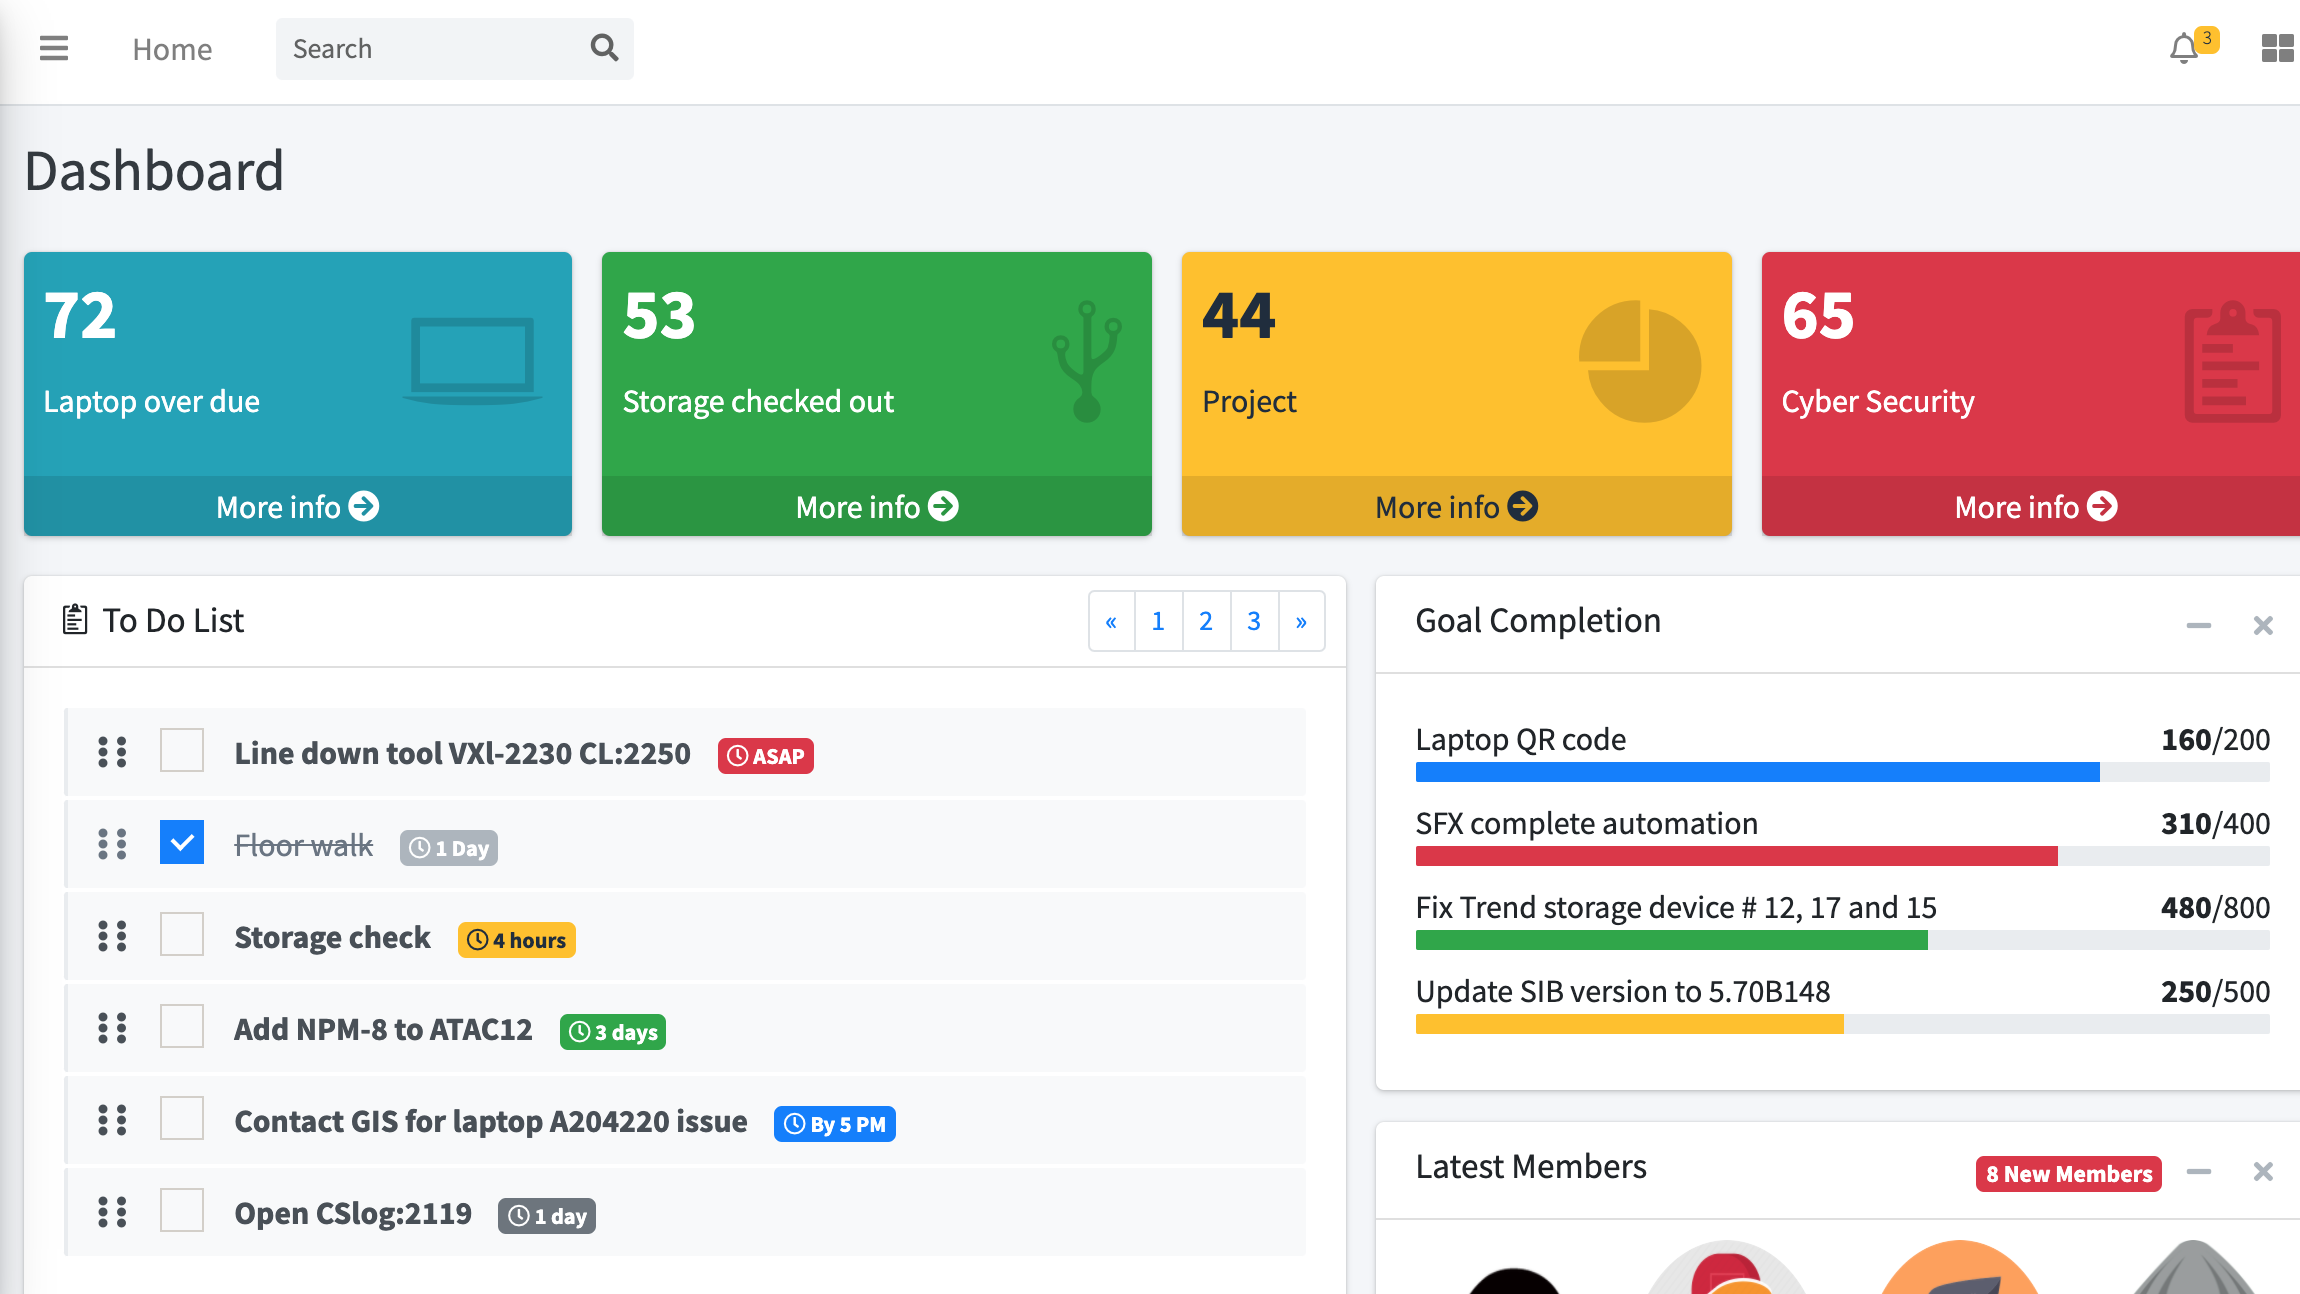 Home
Search
3
Dashboard
72
Laptop over due
More info
53
Storage checked out
More info
44
Project
More info
65
Cyber Security
More info
To Do List
« 1 2 3 »
Line down tool VXl-2230 CL:2250 ASAP
Floor walk 1 Day
Storage check 4 hours
Add NPM-8 to ATAC12 3 days
Contact GIS for laptop A204220 issue By 5 PM
Open CSlog:2119 1 day
Goal Completion
Laptop QR code 160/200
SFX complete automation 310/400
Fix Trend storage device # 12, 17 and 15 480/800
Update SIB version to 5.70B148 250/500
Latest Members 8 New Members